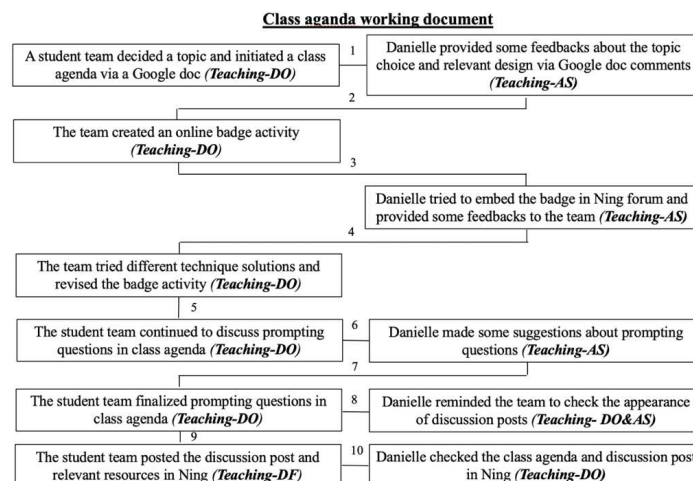 Class aganda working document
A student team decided a topic and initiated a class
agenda via a Google doc (Teaching-DO)
1
Danielle provided some feedbacks about the topic
choice and relevant design via Google doc comments
(Teaching-AS)
2
The team created an online badge activity
(Teaching-DO)
3
Danielle tried to embed the badge in Ning forum and
provided some feedbacks to the team (Teaching-AS)
4
The team tried different technique solutions and
revised the badge activity (Teaching-DO)
5
The student team continued to discuss prompting
questions in class agenda (Teaching-DO)
6
Danielle made some suggestions about prompting
questions (Teaching-AS)
7
The student team finalized prompting questions in
class agenda (Teaching-DO)
8
Danielle reminded the team to check the appearance
of discussion posts (Teaching- DO&AS)
9
The student team posted the discussion post and
relevant resources in Ning (Teaching-DF)
10
Danielle checked the class agenda and discussion post
in Ning (Teaching-DO)